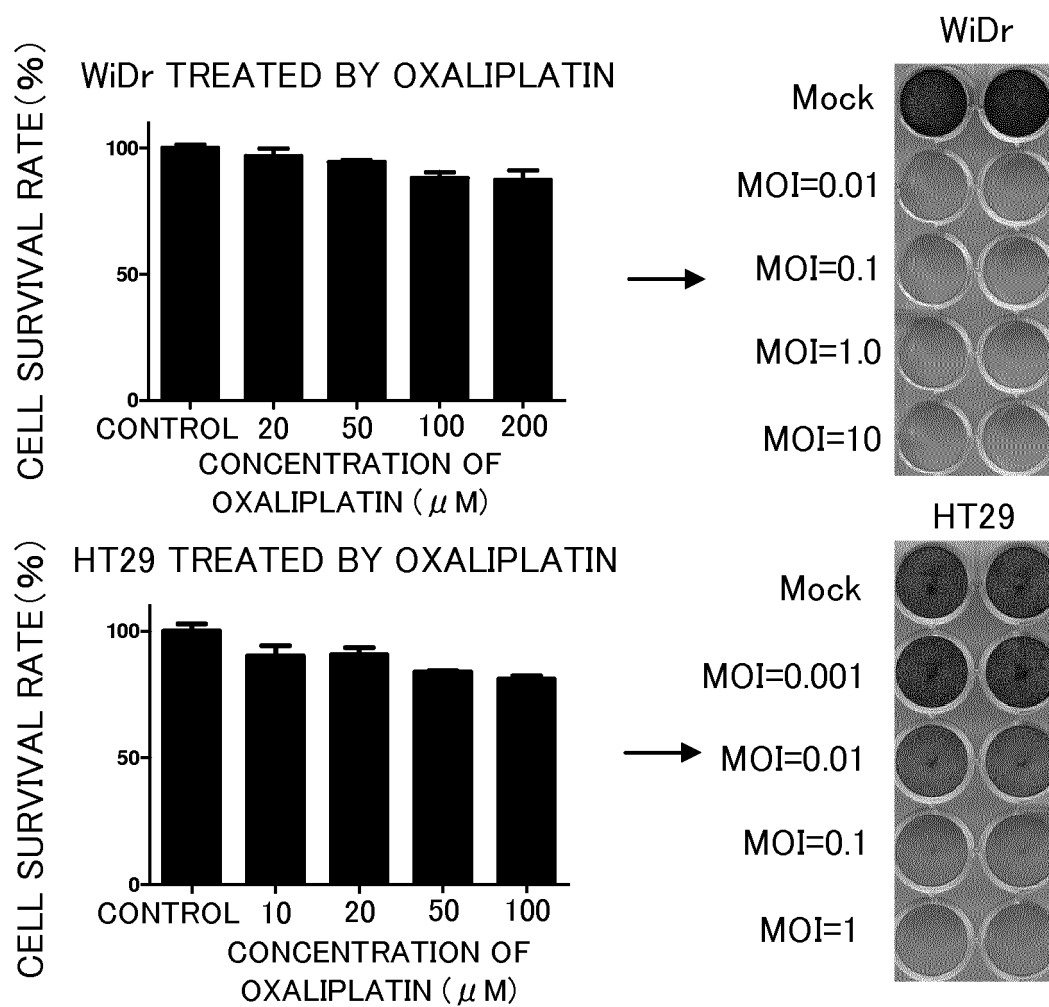 CELL SURVIVAL RATE(%)
WiDr TREATED BY OXALIPLATIN
100
50
0
CONTROL 20 50 100 200
CONCENTRATION OF
OXALIPLATIN (μM)
WiDr
Mock
MOI=0.01
MOI=0.1
MOI=1.0
MOI=10
CELL SURVIVAL RATE(%)
HT29 TREATED BY OXALIPLATIN
100
50
0
CONTROL 10 20 50 100
CONCENTRATION OF
OXALIPLATIN (μM)
HT29
Mock
MOI=0.001
MOI=0.01
MOI=0.1
MOI=1